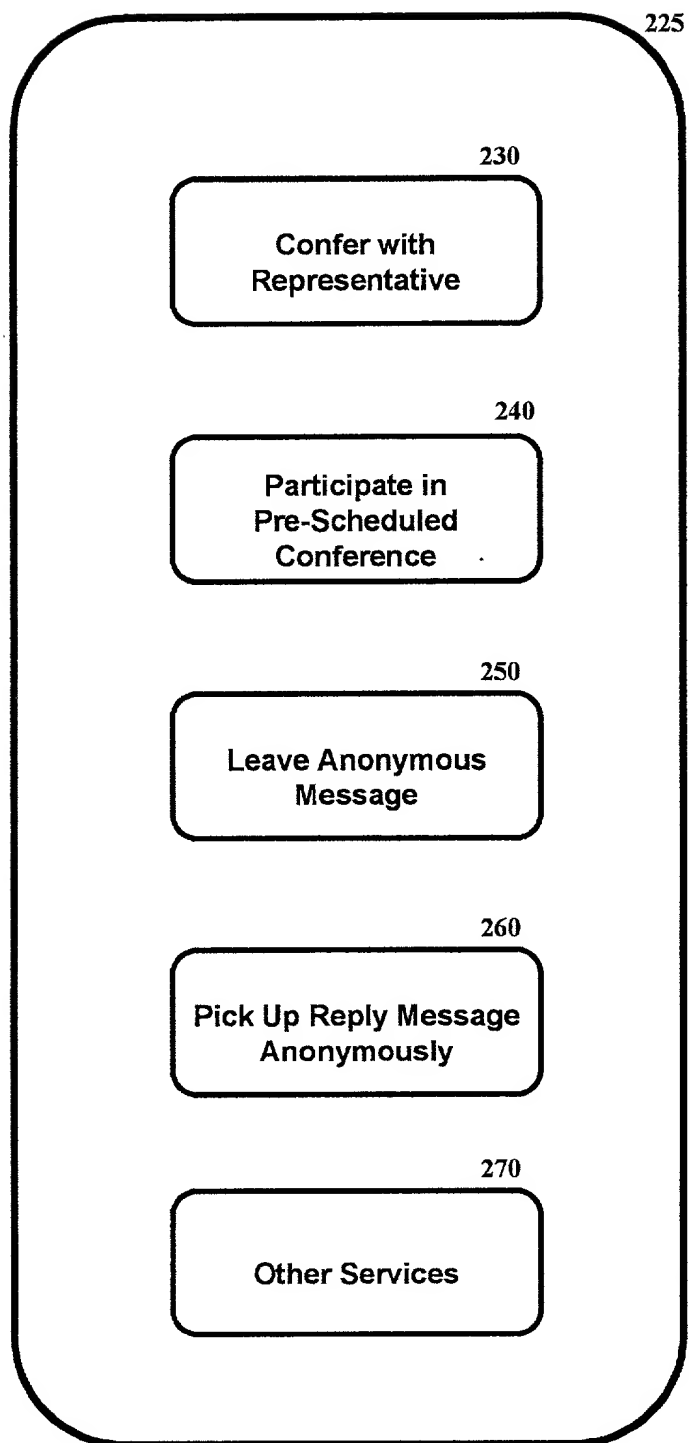 225
230
Confer with
Representative
240
Participate in
Pre-Scheduled
Conference
250
Leave Anonymous
Message
260
Pick Up Reply Message
Anonymously
270
Other Services